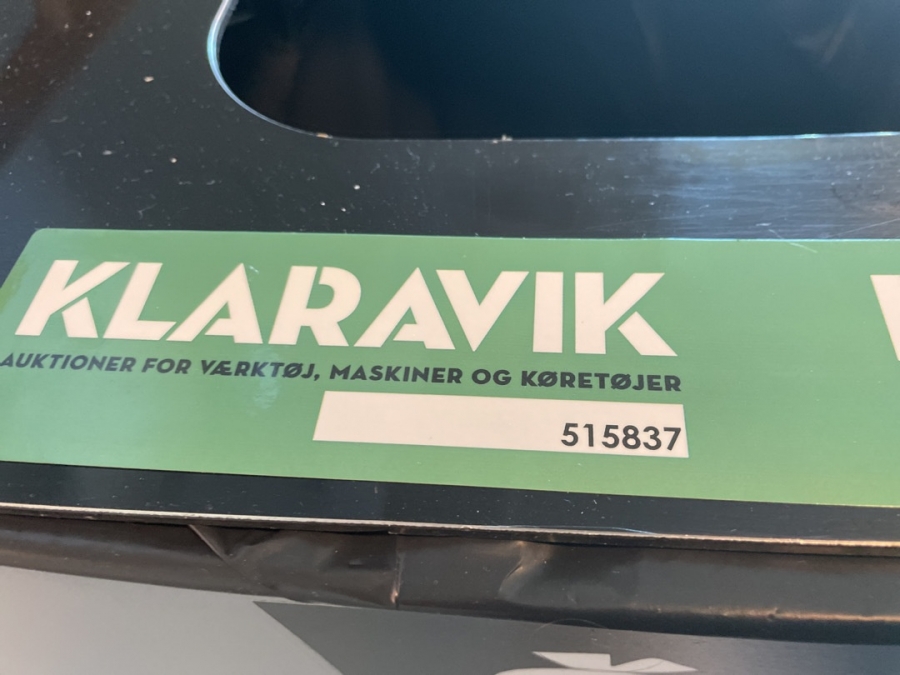 KLARAVIK
AUKTIONER FOR VÆRKTØJ, MASKINER OG KØRETØJER
515837